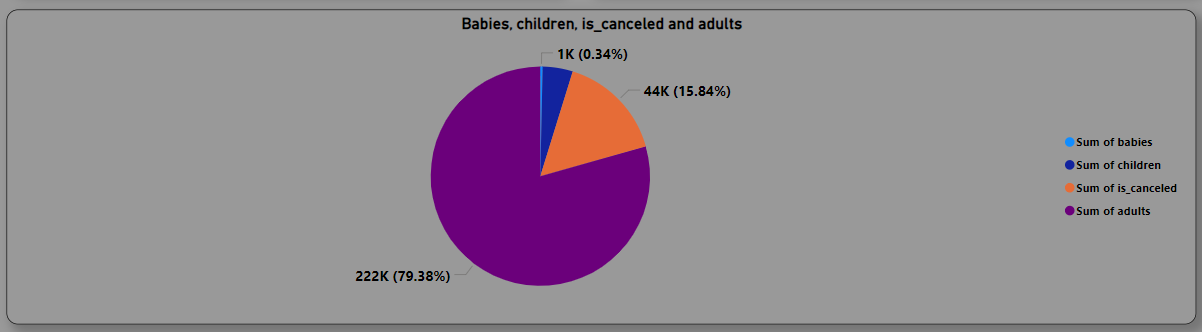 Babies, children, is_canceled and adults
1K (0.34%)
44K (15.84%)
222K (79.38%)
Sum of babies
Sum of children
Sum of is_canceled
Sum of adults